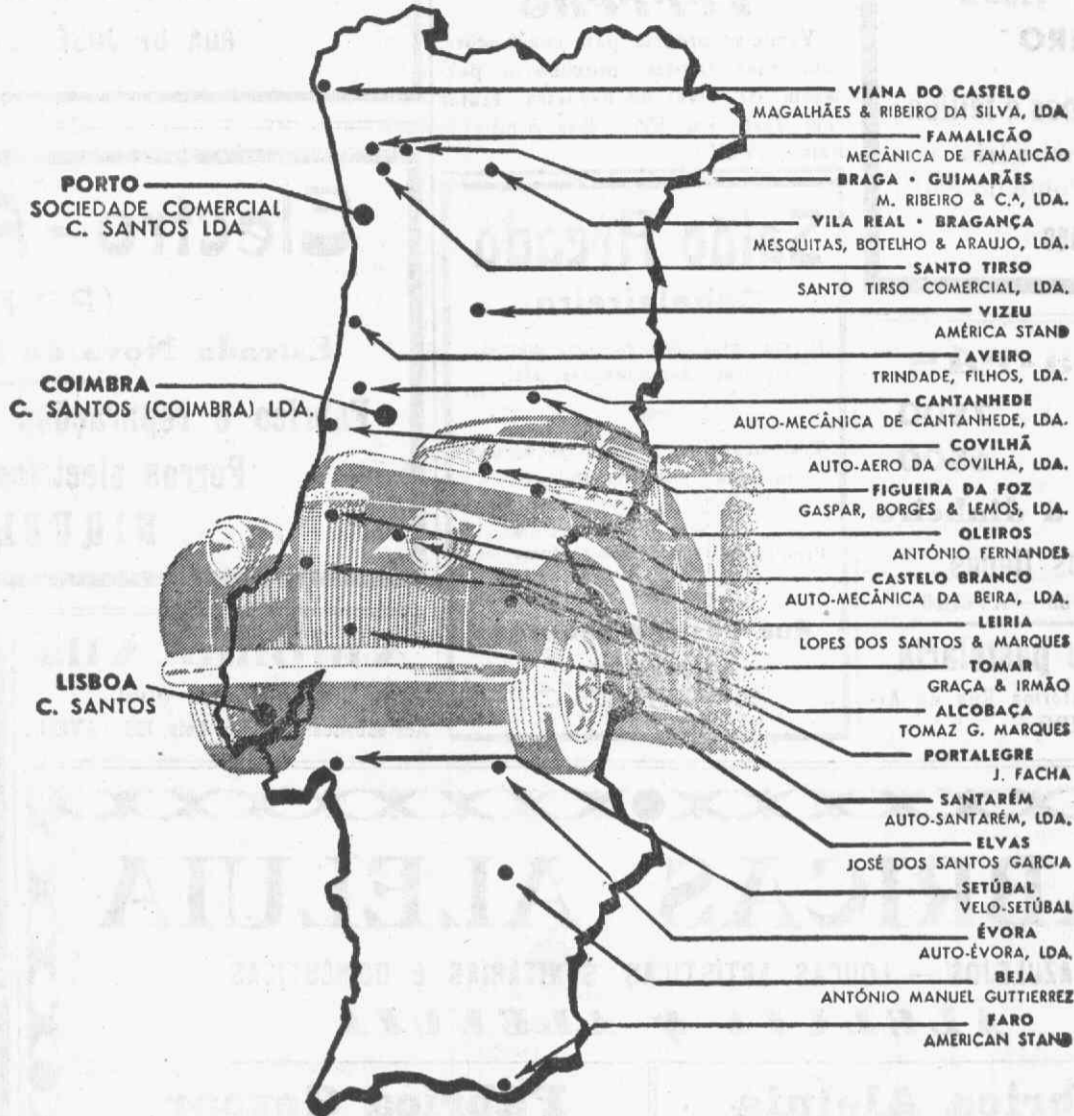 PORTO
SOCIEDADE COMERCIAL
C. SANTOS LDA
COIMBRA
C. SANTOS (COIMBRA) LDA.
LISBOA
C. SANTOS
VIANA DO CASTELO
MAGALHÃES & RIBEIRO DA SILVA, LDA.
FAMALICÃO
MECÂNICA DE FAMALICÃO
BRAGA • GUIMARÃES
M. RIBEIRO & C.ª, LDA.
VILA REAL • BRAGANÇA
MESQUITAS, BOTELHO & ARAUJO, LDA.
SANTO TIRSO
SANTO TIRSO COMERCIAL, LDA.
VIZEU
AMÉRICA STAND
AVEIRO
TRINDADE, FILHOS, LDA.
CANTANHEDE
AUTO-MECÂNICA DE CANTANHEDE, LDA.
COVILHÃ
AUTO-AERO DA COVILHÃ, LDA.
FIGUEIRA DA FOZ
GASPAR, BORGES & LEMOS, LDA.
OLEIROS
ANTÓNIO FERNANDES
CASTELO BRANCO
AUTO-MECÂNICA DA BEIRA, LDA.
LEIRIA
LOPES DOS SANTOS & MARQUES
TOMAR
GRAÇA & IRMÃO
ALCOBAÇA
TOMAZ G. MARQUES
PORTALEGRE
J. FACHA
SANTARÉM
AUTO-SANTARÉM, LDA.
ELVAS
JOSÉ DOS SANTOS GARCIA
SETÚBAL
VELO-SETÚBAL
ÉVORA
AUTO-ÉVORA, LDA.
BEJA
ANTÓNIO MANUEL GUTTIERREZ
FARO
AMERICAN STAND